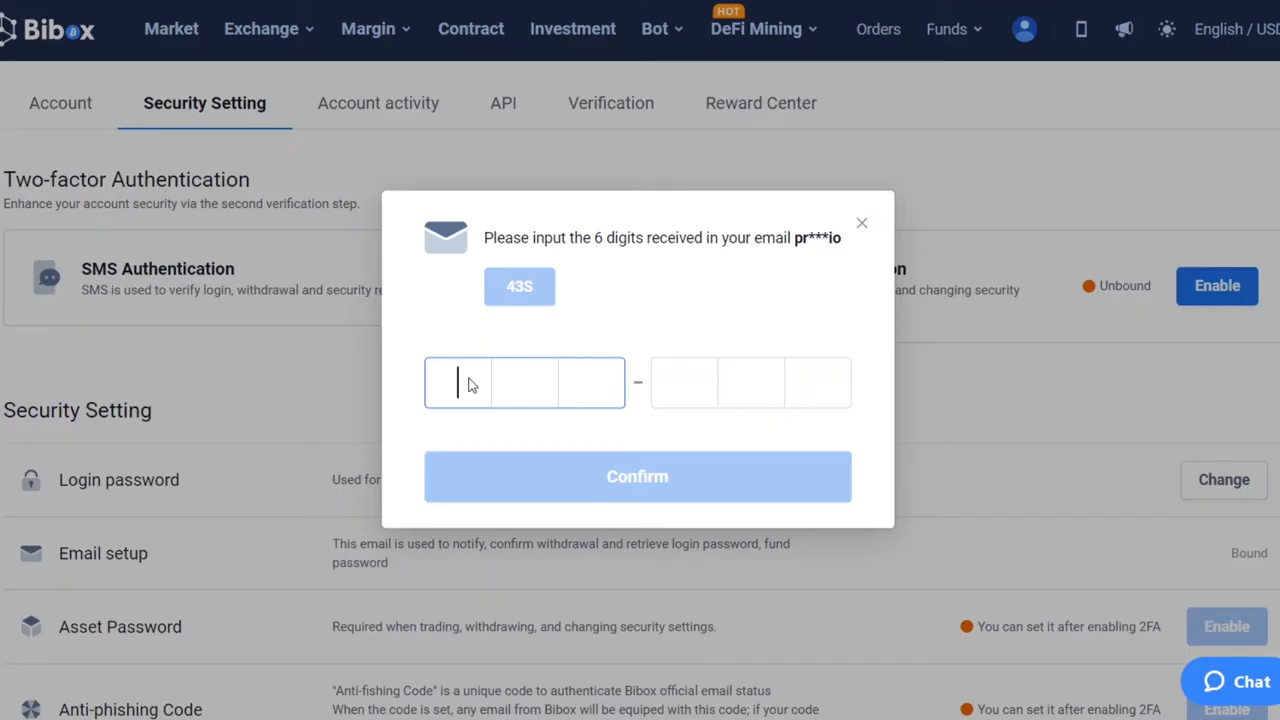 Bibox
Market
Exchange
Margin
Contract
Investment
Bot
HOT
DeFi Mining
Orders
Funds
English / USD
Account
Security Setting
Account activity
API
Verification
Reward Center
Two-factor Authentication
Enhance your account security via the second verification step.
SMS Authentication
SMS is used to verify login, withdrawal and security
and changing security
Unbound
Enable
Please input the 6 digits received in your email pr***io
43S
–
Confirm
Security Setting
Login password
Used for
Change
Email setup
This email is used to notify, confirm withdrawal and retrieve login password, fund
password
Bound
Asset Password
Required when trading, withdrawing, and changing security settings.
You can set it after enabling 2FA
Enable
Anti-phishing Code
"Anti-fishing Code" is a unique code to authenticate Bibox official email status
When the code is set, any email from Bibox will be equiped with this code; if your code
You can set it after enabling 2FA
Enable
Chat